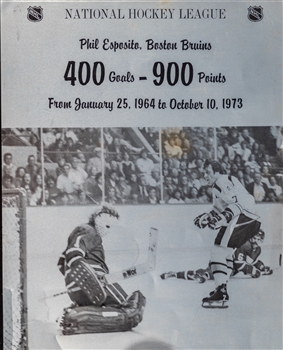 NATIONAL HOCKEY LEAGUE
Phil Esposito, Boston Bruins
400 Goals - 900 Points
From January 25, 1964 to October 10, 1973